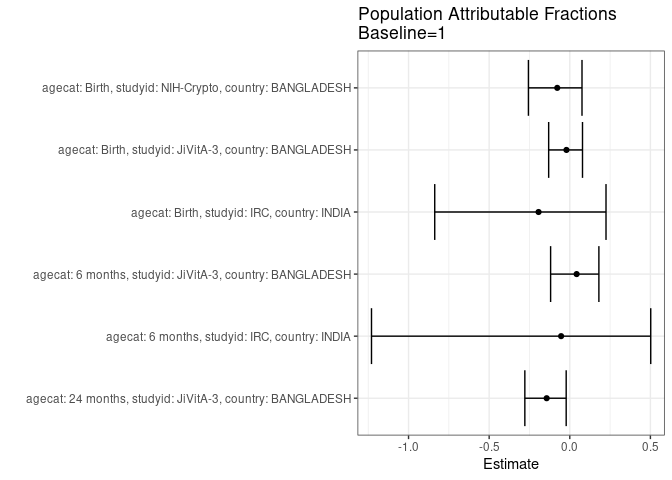 Population Attributable Fractions
Baseline=1
agecat: Birth, studyid: NIH-Crypto, country: BANGLADESH
agecat: Birth, studyid: JiVitA-3, country: BANGLADESH
agecat: Birth, studyid: IRC, country: INDIA
agecat: 6 months, studyid: JiVitA-3, country: BANGLADESH
agecat: 6 months, studyid: IRC, country: INDIA
agecat: 24 months, studyid: JiVitA-3, country: BANGLADESH
-1.0 -0.5 0.0 0.5
Estimate